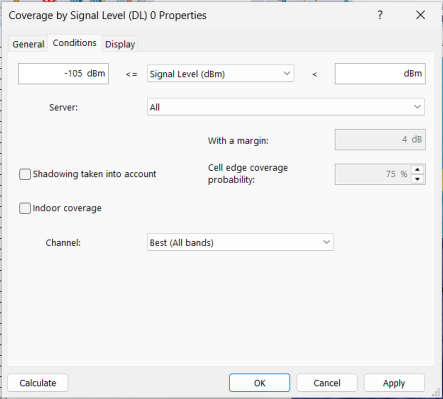 Coverage by Signal Level (DL) 0 Properties ?
General Conditions Display
-105 dBm <= Signal Level (dBm) < dBm
Server: All
With a margin: 4 dB
Shadowing taken into account
Cell edge coverage
probability: 75 %
Indoor coverage
Channel: Best (All bands)
Calculate OK Cancel Apply